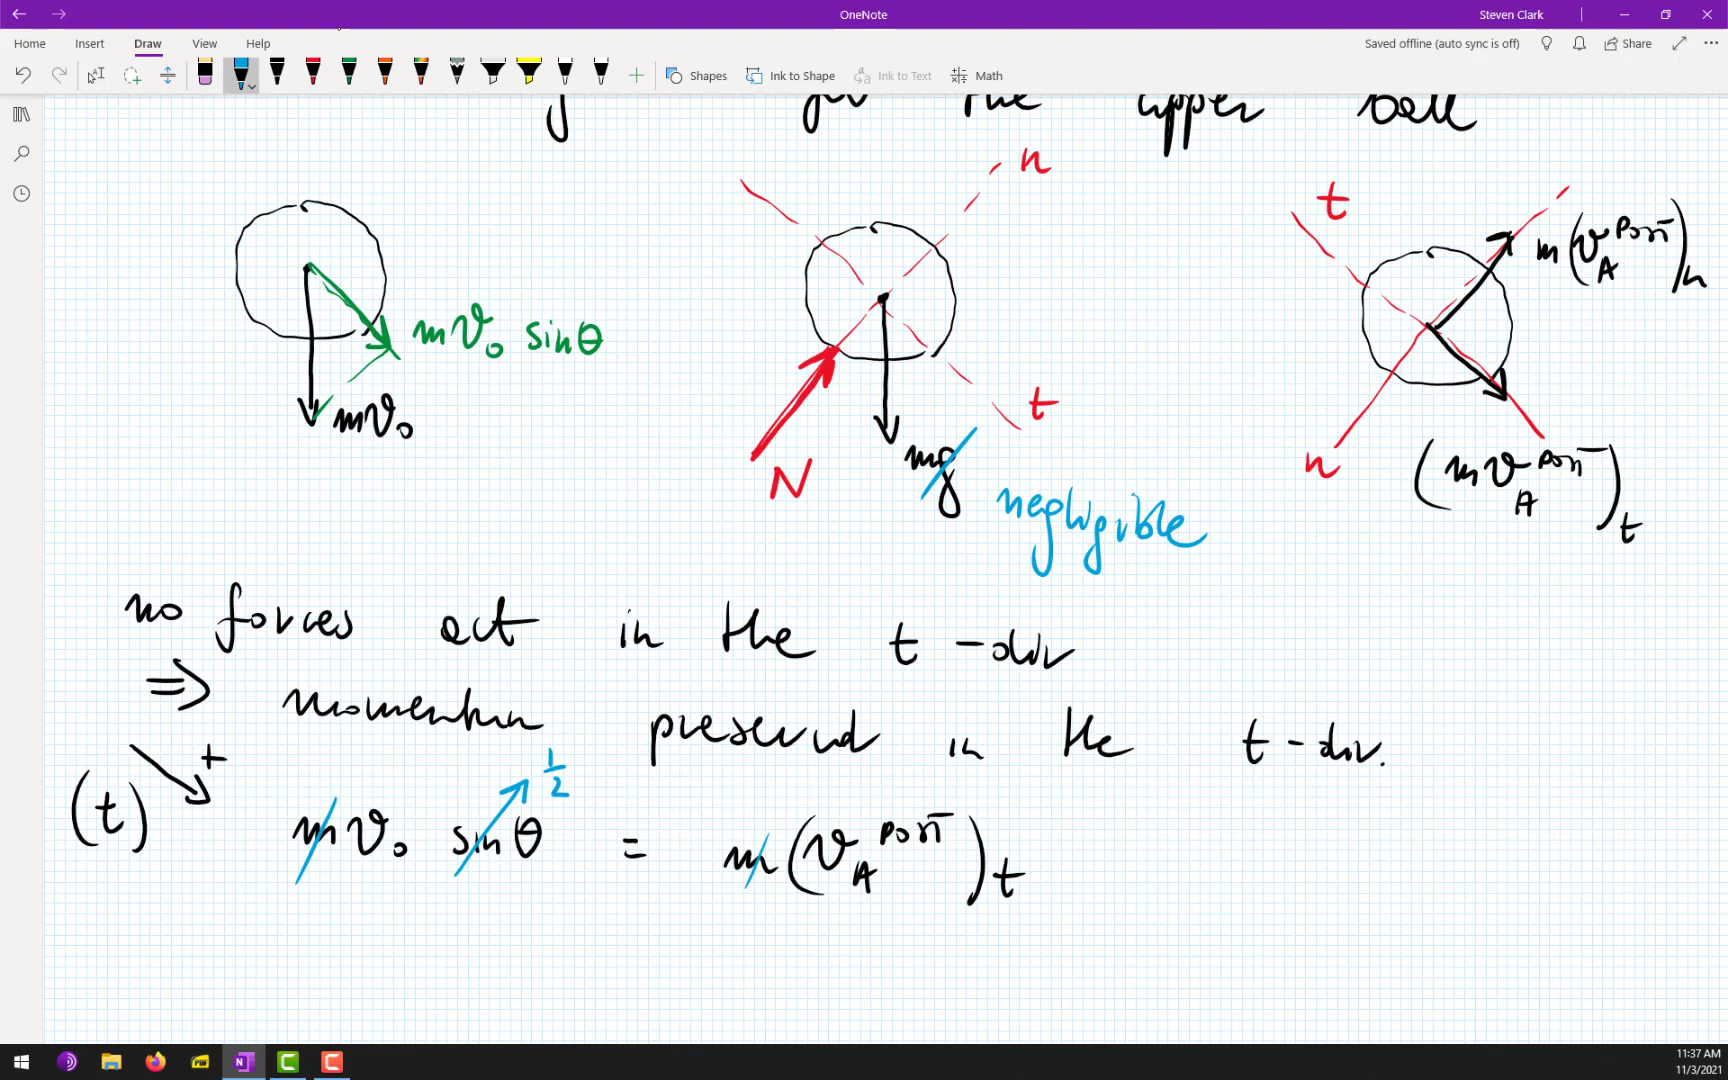 OneNote
Steven Clark
Home Insert Draw View Help
Saved offline (auto sync is off) Share
Shapes Ink to Shape Ink to Text Math
for the upper ball
n
t
m(v_A^post)_n
mv₀ sinθ
mv₀
t
N
mg
negligible
n
(mv_A^post)_t
no forces act in the t-dir
⇒ momentum preserved in the t-dir.
+
1/2
(t) mv₀ sinθ = m(v_A^post)_t
11:37 AM
11/3/2021